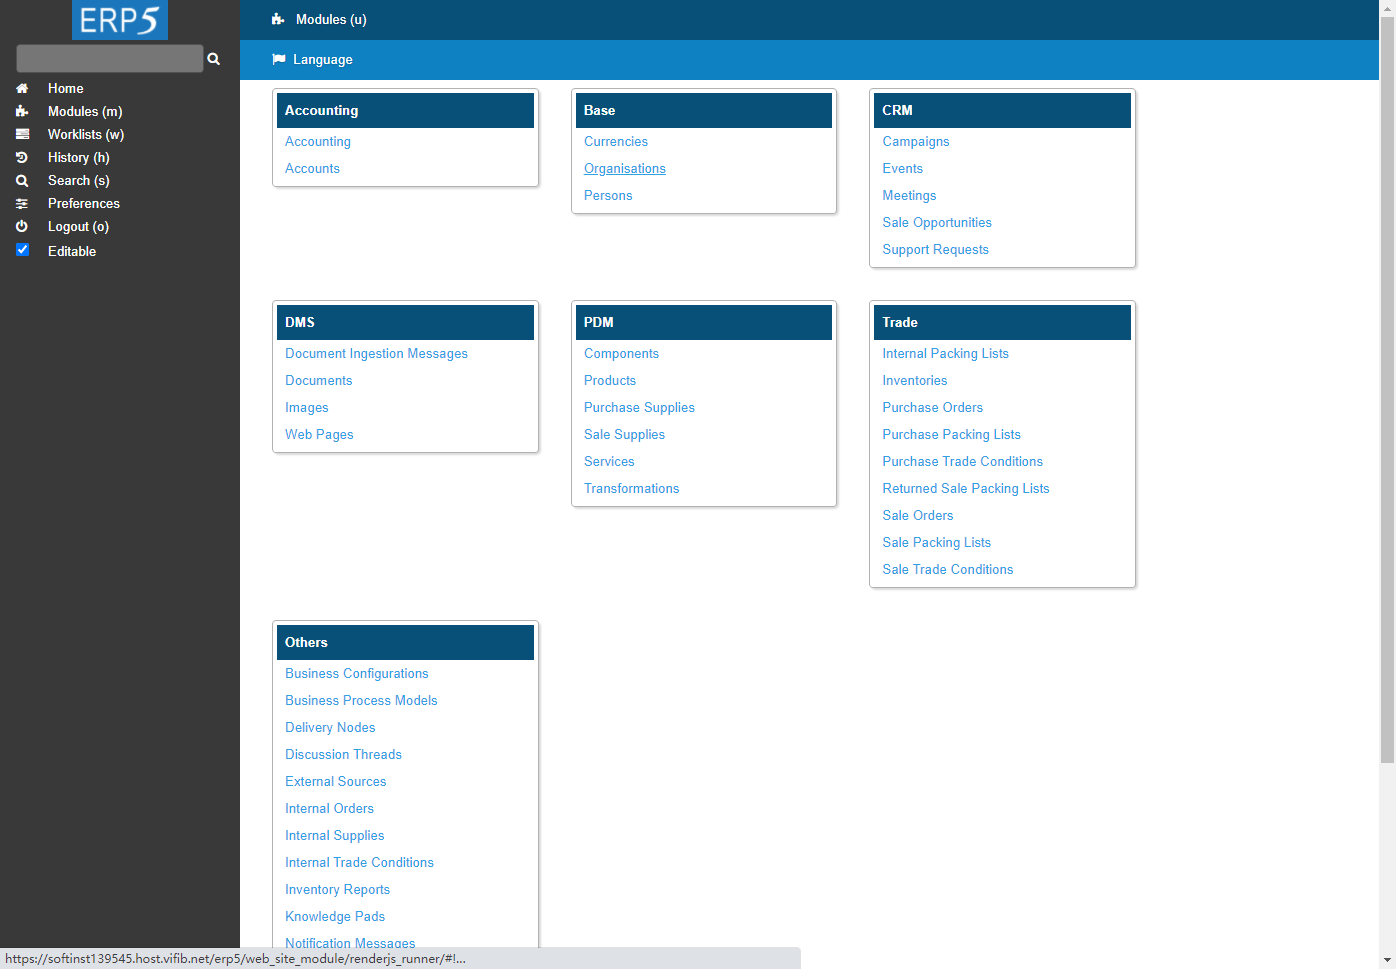 ERP5
Modules (u)
Language
Home
Modules (m)
Worklists (w)
History (h)
Search (s)
Preferences
Logout (o)
Editable
Accounting
Accounting
Accounts
Base
Currencies
Organisations
Persons
CRM
Campaigns
Events
Meetings
Sale Opportunities
Support Requests
DMS
Document Ingestion Messages
Documents
Images
Web Pages
PDM
Components
Products
Purchase Supplies
Sale Supplies
Services
Transformations
Trade
Internal Packing Lists
Inventories
Purchase Orders
Purchase Packing Lists
Purchase Trade Conditions
Returned Sale Packing Lists
Sale Orders
Sale Packing Lists
Sale Trade Conditions
Others
Business Configurations
Business Process Models
Delivery Nodes
Discussion Threads
External Sources
Internal Orders
Internal Supplies
Internal Trade Conditions
Inventory Reports
Knowledge Pads
Notification Messages
https://softinst139545.host.vifib.net/erp5/web_site_module/renderjs_runner/#!...